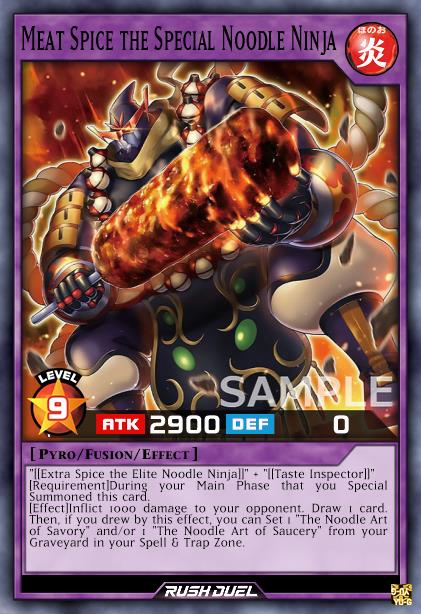 Meat Spice the Special Noodle Ninja
ほのお
炎
SAMPLE
LEVEL
9
ATK 2900 DEF 0
[ Pyro/Fusion/Effect ]
"[[Extra Spice the Elite Noodle Ninja]]" + "[[Taste Inspector]]"
[Requirement]During your Main Phase that you Special
Summoned this card.
[Effect]Inflict 1000 damage to your opponent. Draw 1 card.
Then, if you drew by this effect, you can Set 1 "The Noodle Art
of Savory" and/or 1 "The Noodle Art of Saucery" from your
Graveyard in your Spell & Trap Zone.
RUSH DUEL